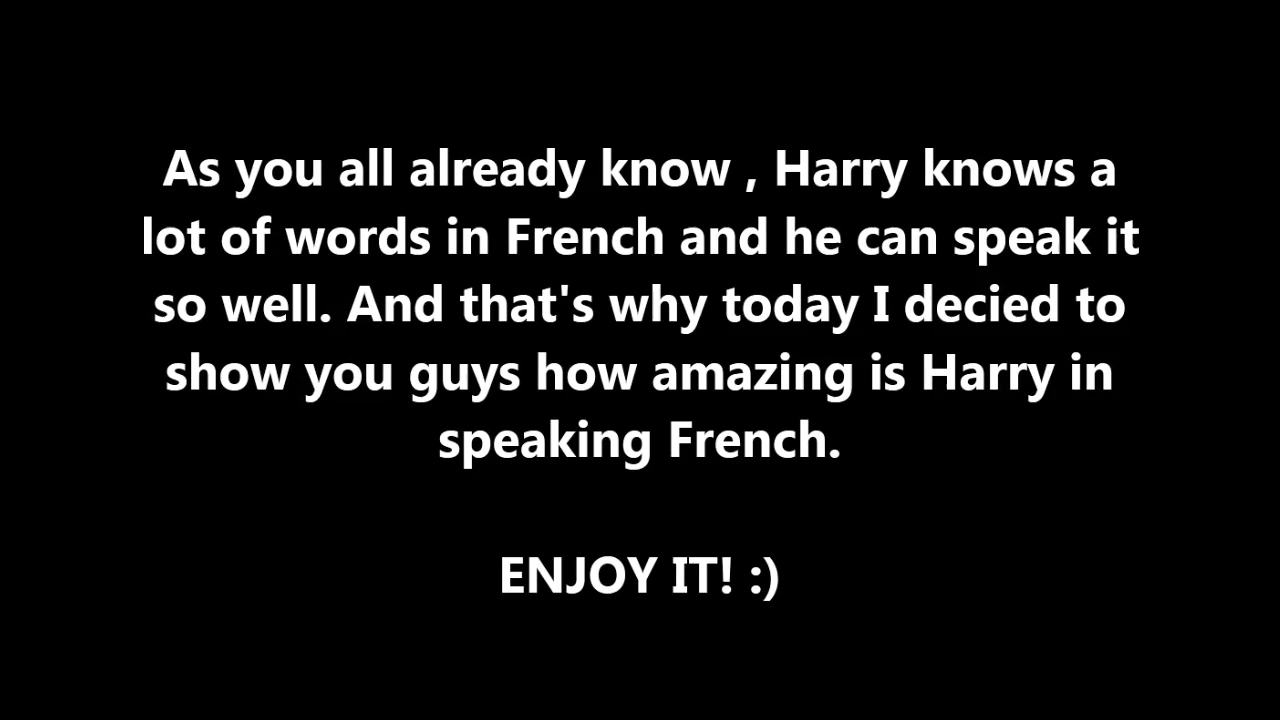 As you all already know , Harry knows a
lot of words in French and he can speak it
so well. And that's why today I decied to
show you guys how amazing is Harry in
speaking French.
ENJOY IT! :)